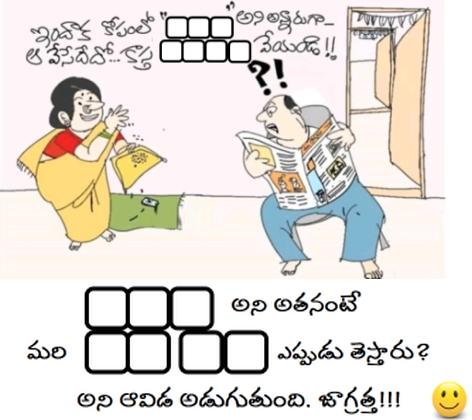 ఇందాక కోపంలో " " అని అన్నారుగా...
ఆ వేసేదేదో... కాస్త వేయండి!!
?!
అని అతనంటే
మరి ఎప్పుడు తెస్తారు?
అని ఆవిడ అడుగుతుంది. జాగ్రత్త!!!